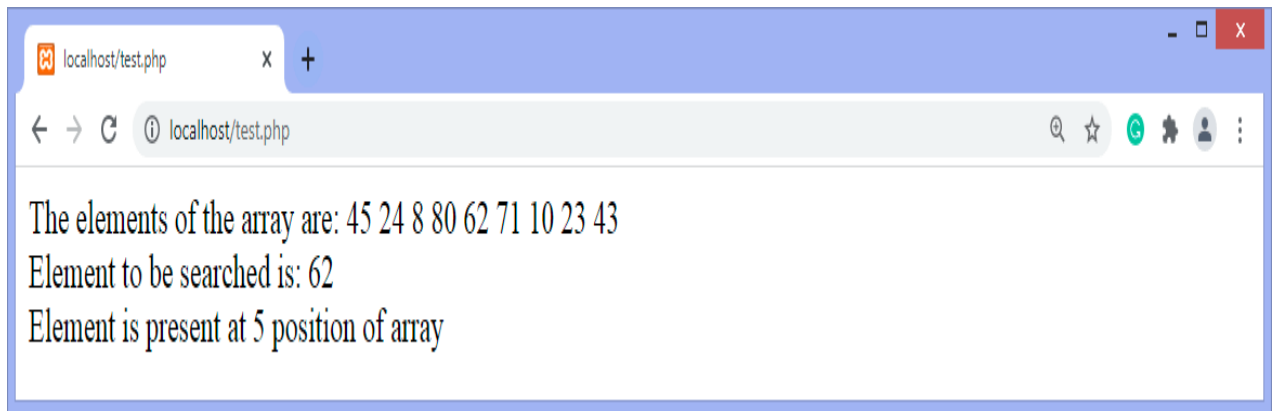 localhost/test.php
localhost/test.php
The elements of the array are: 45 24 8 80 62 71 10 23 43
Element to be searched is: 62
Element is present at 5 position of array